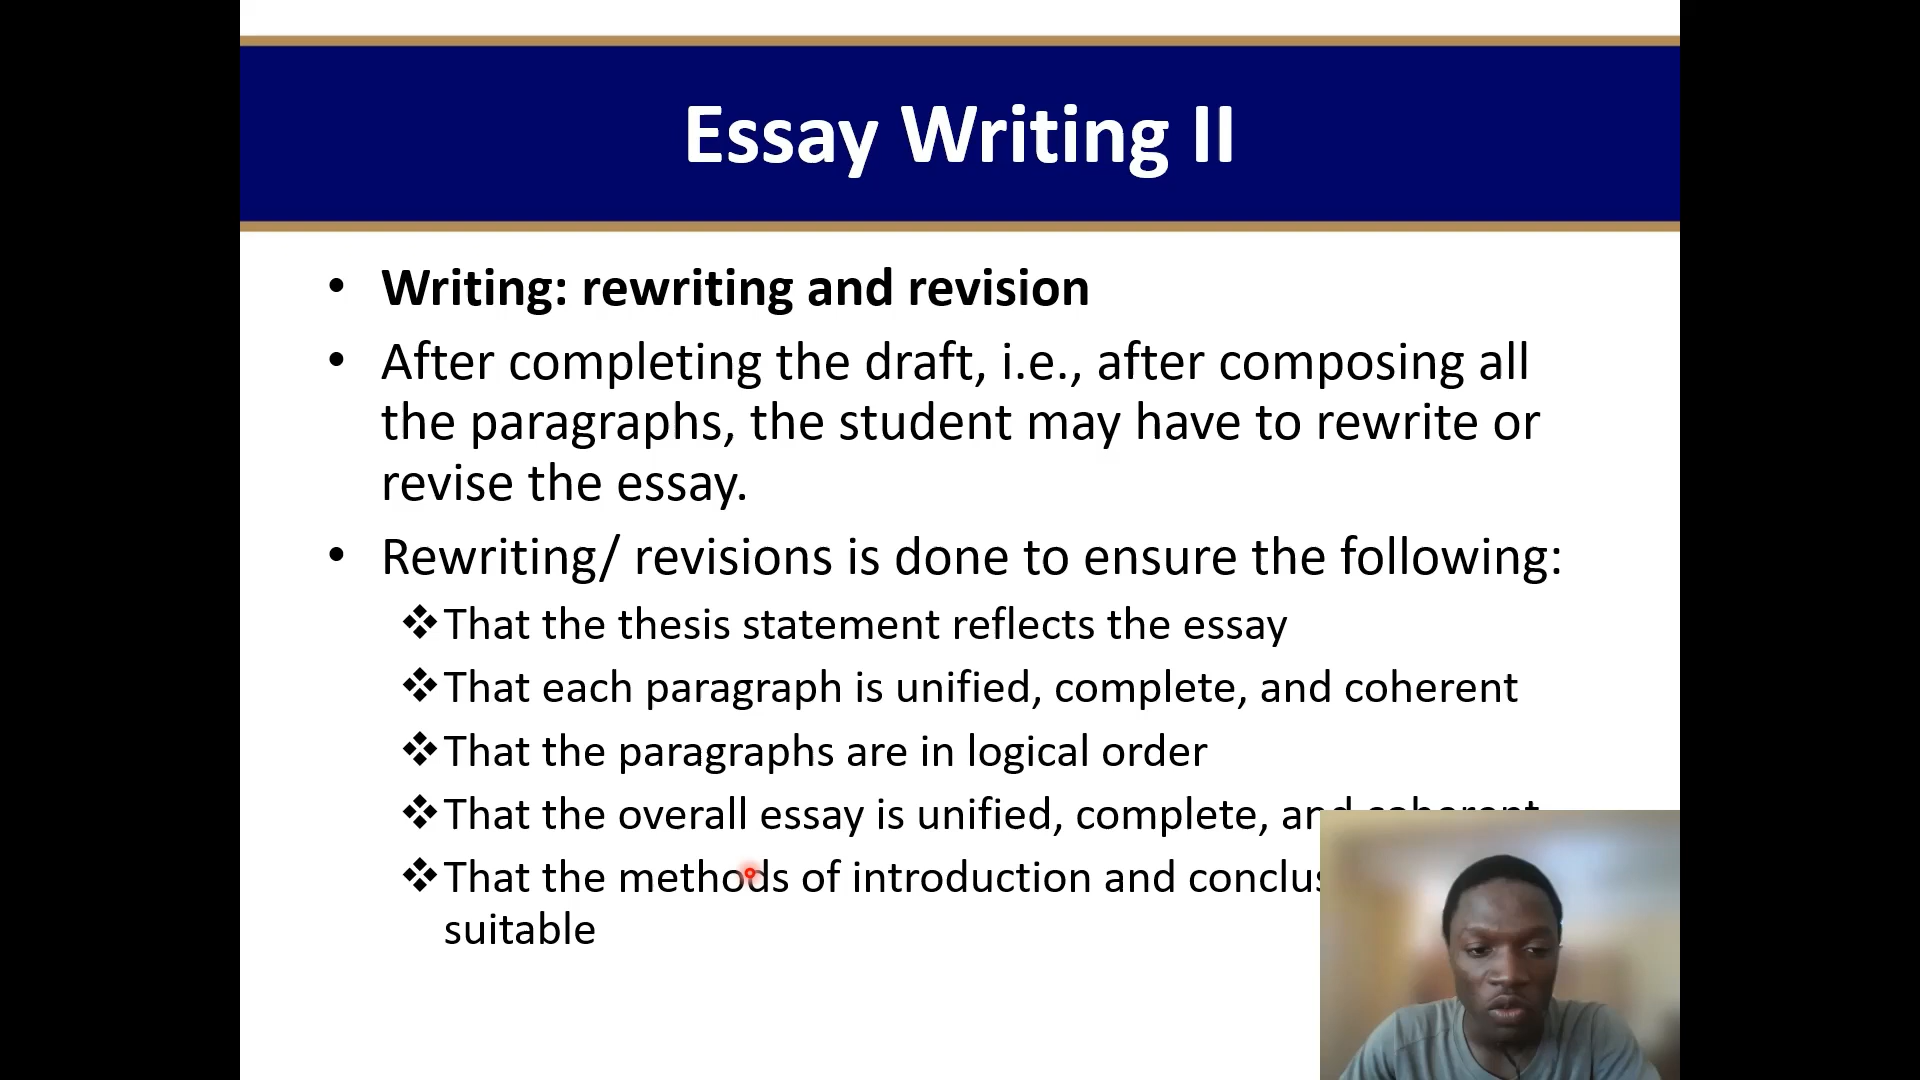 Essay Writing II
• Writing: rewriting and revision
• After completing the draft, i.e., after composing all
the paragraphs, the student may have to rewrite or
revise the essay.
• Rewriting/ revisions is done to ensure the following:
❖That the thesis statement reflects the essay
❖That each paragraph is unified, complete, and coherent
❖That the paragraphs are in logical order
❖That the overall essay is unified, complete, and coherent
❖That the methods of introduction and
suitable